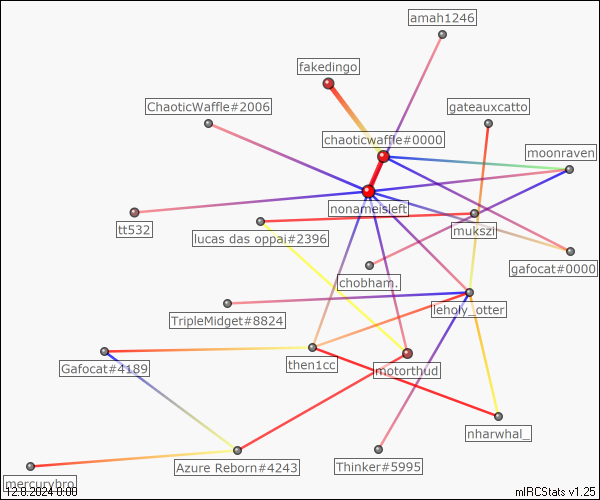 amah1246
fakedingo
ChaoticWaffle#2006
gateauxcatto
chaoticwaffle#0000
moonraven
nonameisleft
tt532
mukszi
lucas das oppai#2396
gafocat#0000
chobham.
leholy_otter
TripleMidget#8824
then1cc
Gafocat#4189
motorthud
nharwhal_
Azure Reborn#4243
Thinker#5995
mercurybro
12.8.2024 0:00
mIRCStats v1.25